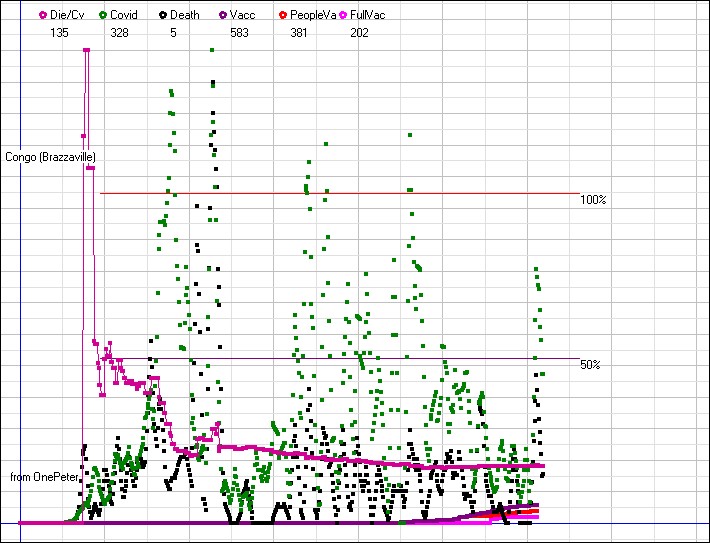 Die/Cv Covid Death Vacc PeopleVa FullVac
135 328 5 583 381 202
Congo (Brazzaville)
100%
50%
from OnePeter